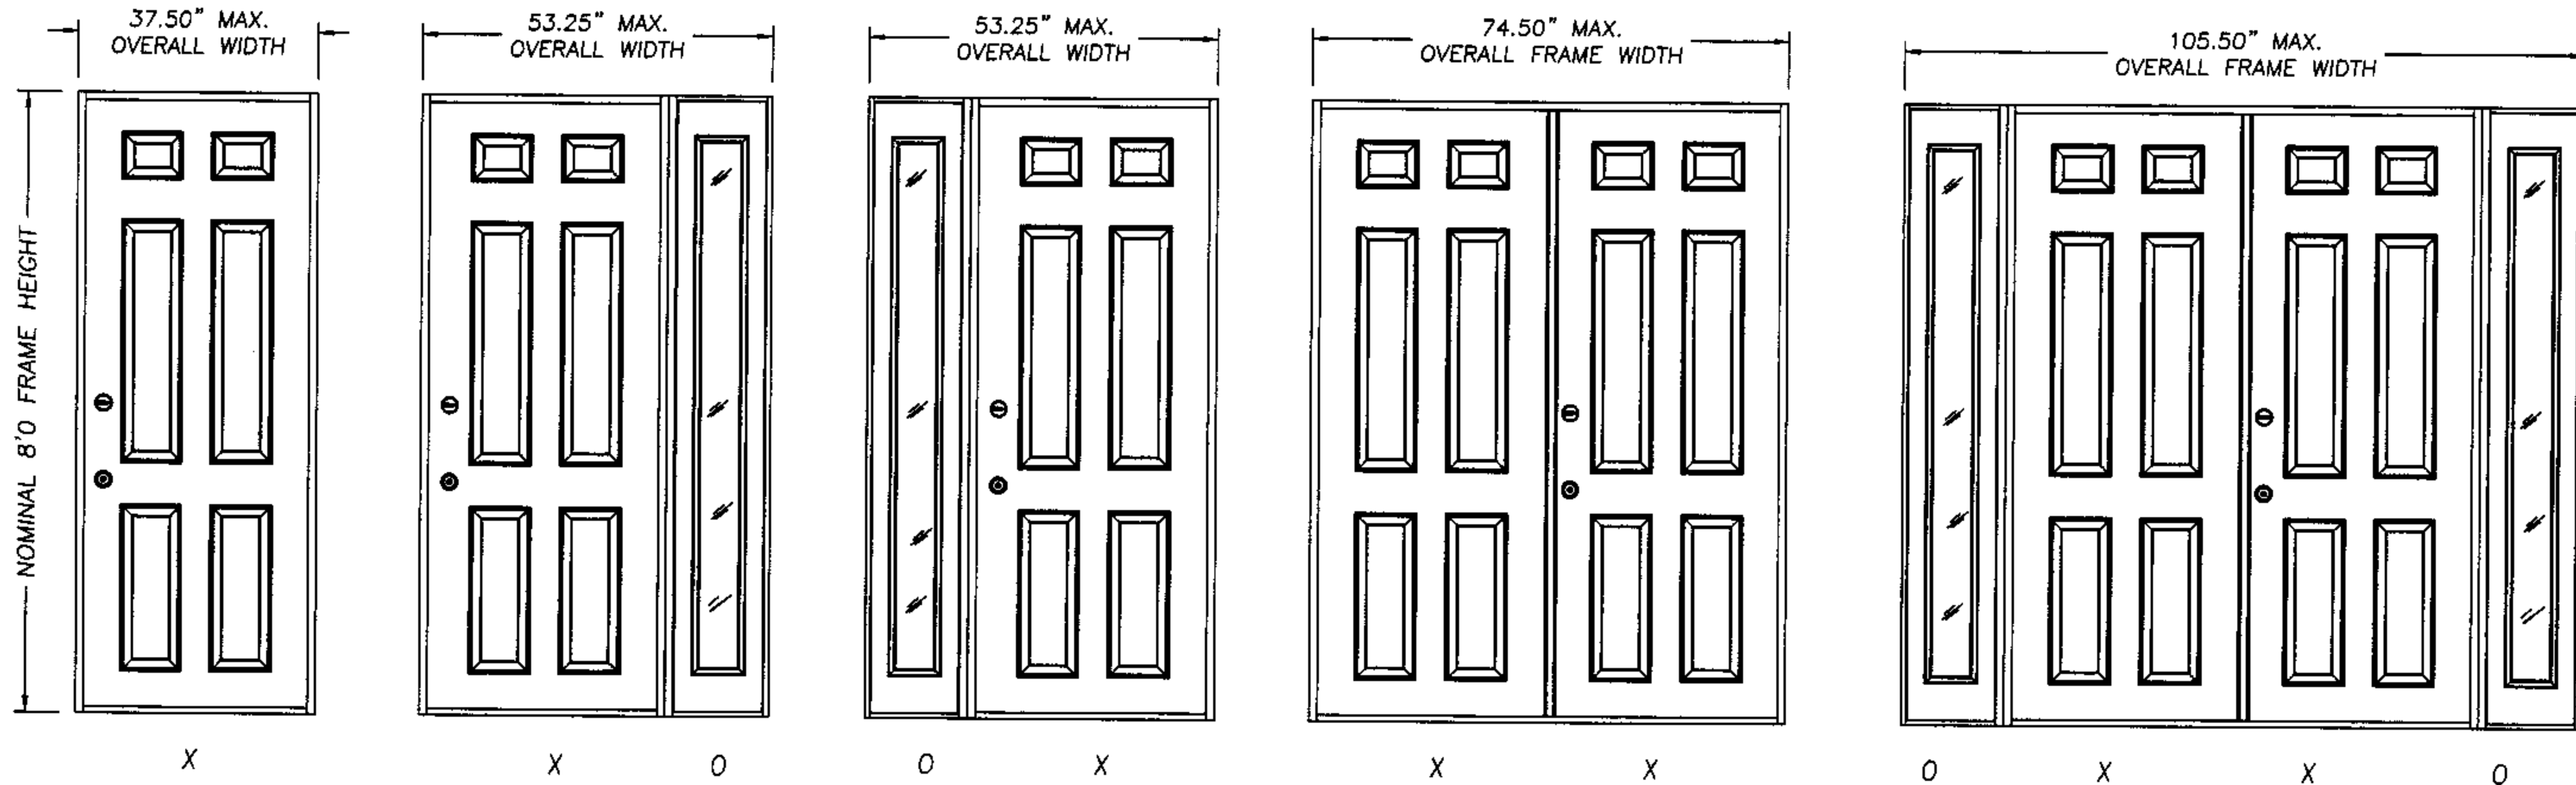 37.50" MAX.
OVERALL WIDTH
53.25" MAX.
OVERALL WIDTH
53.25" MAX.
OVERALL WIDTH
74.50" MAX.
OVERALL FRAME WIDTH
105.50" MAX.
OVERALL FRAME WIDTH
NOMINAL 8'0 FRAME HEIGHT
X
X O
O X
X X
O X X O